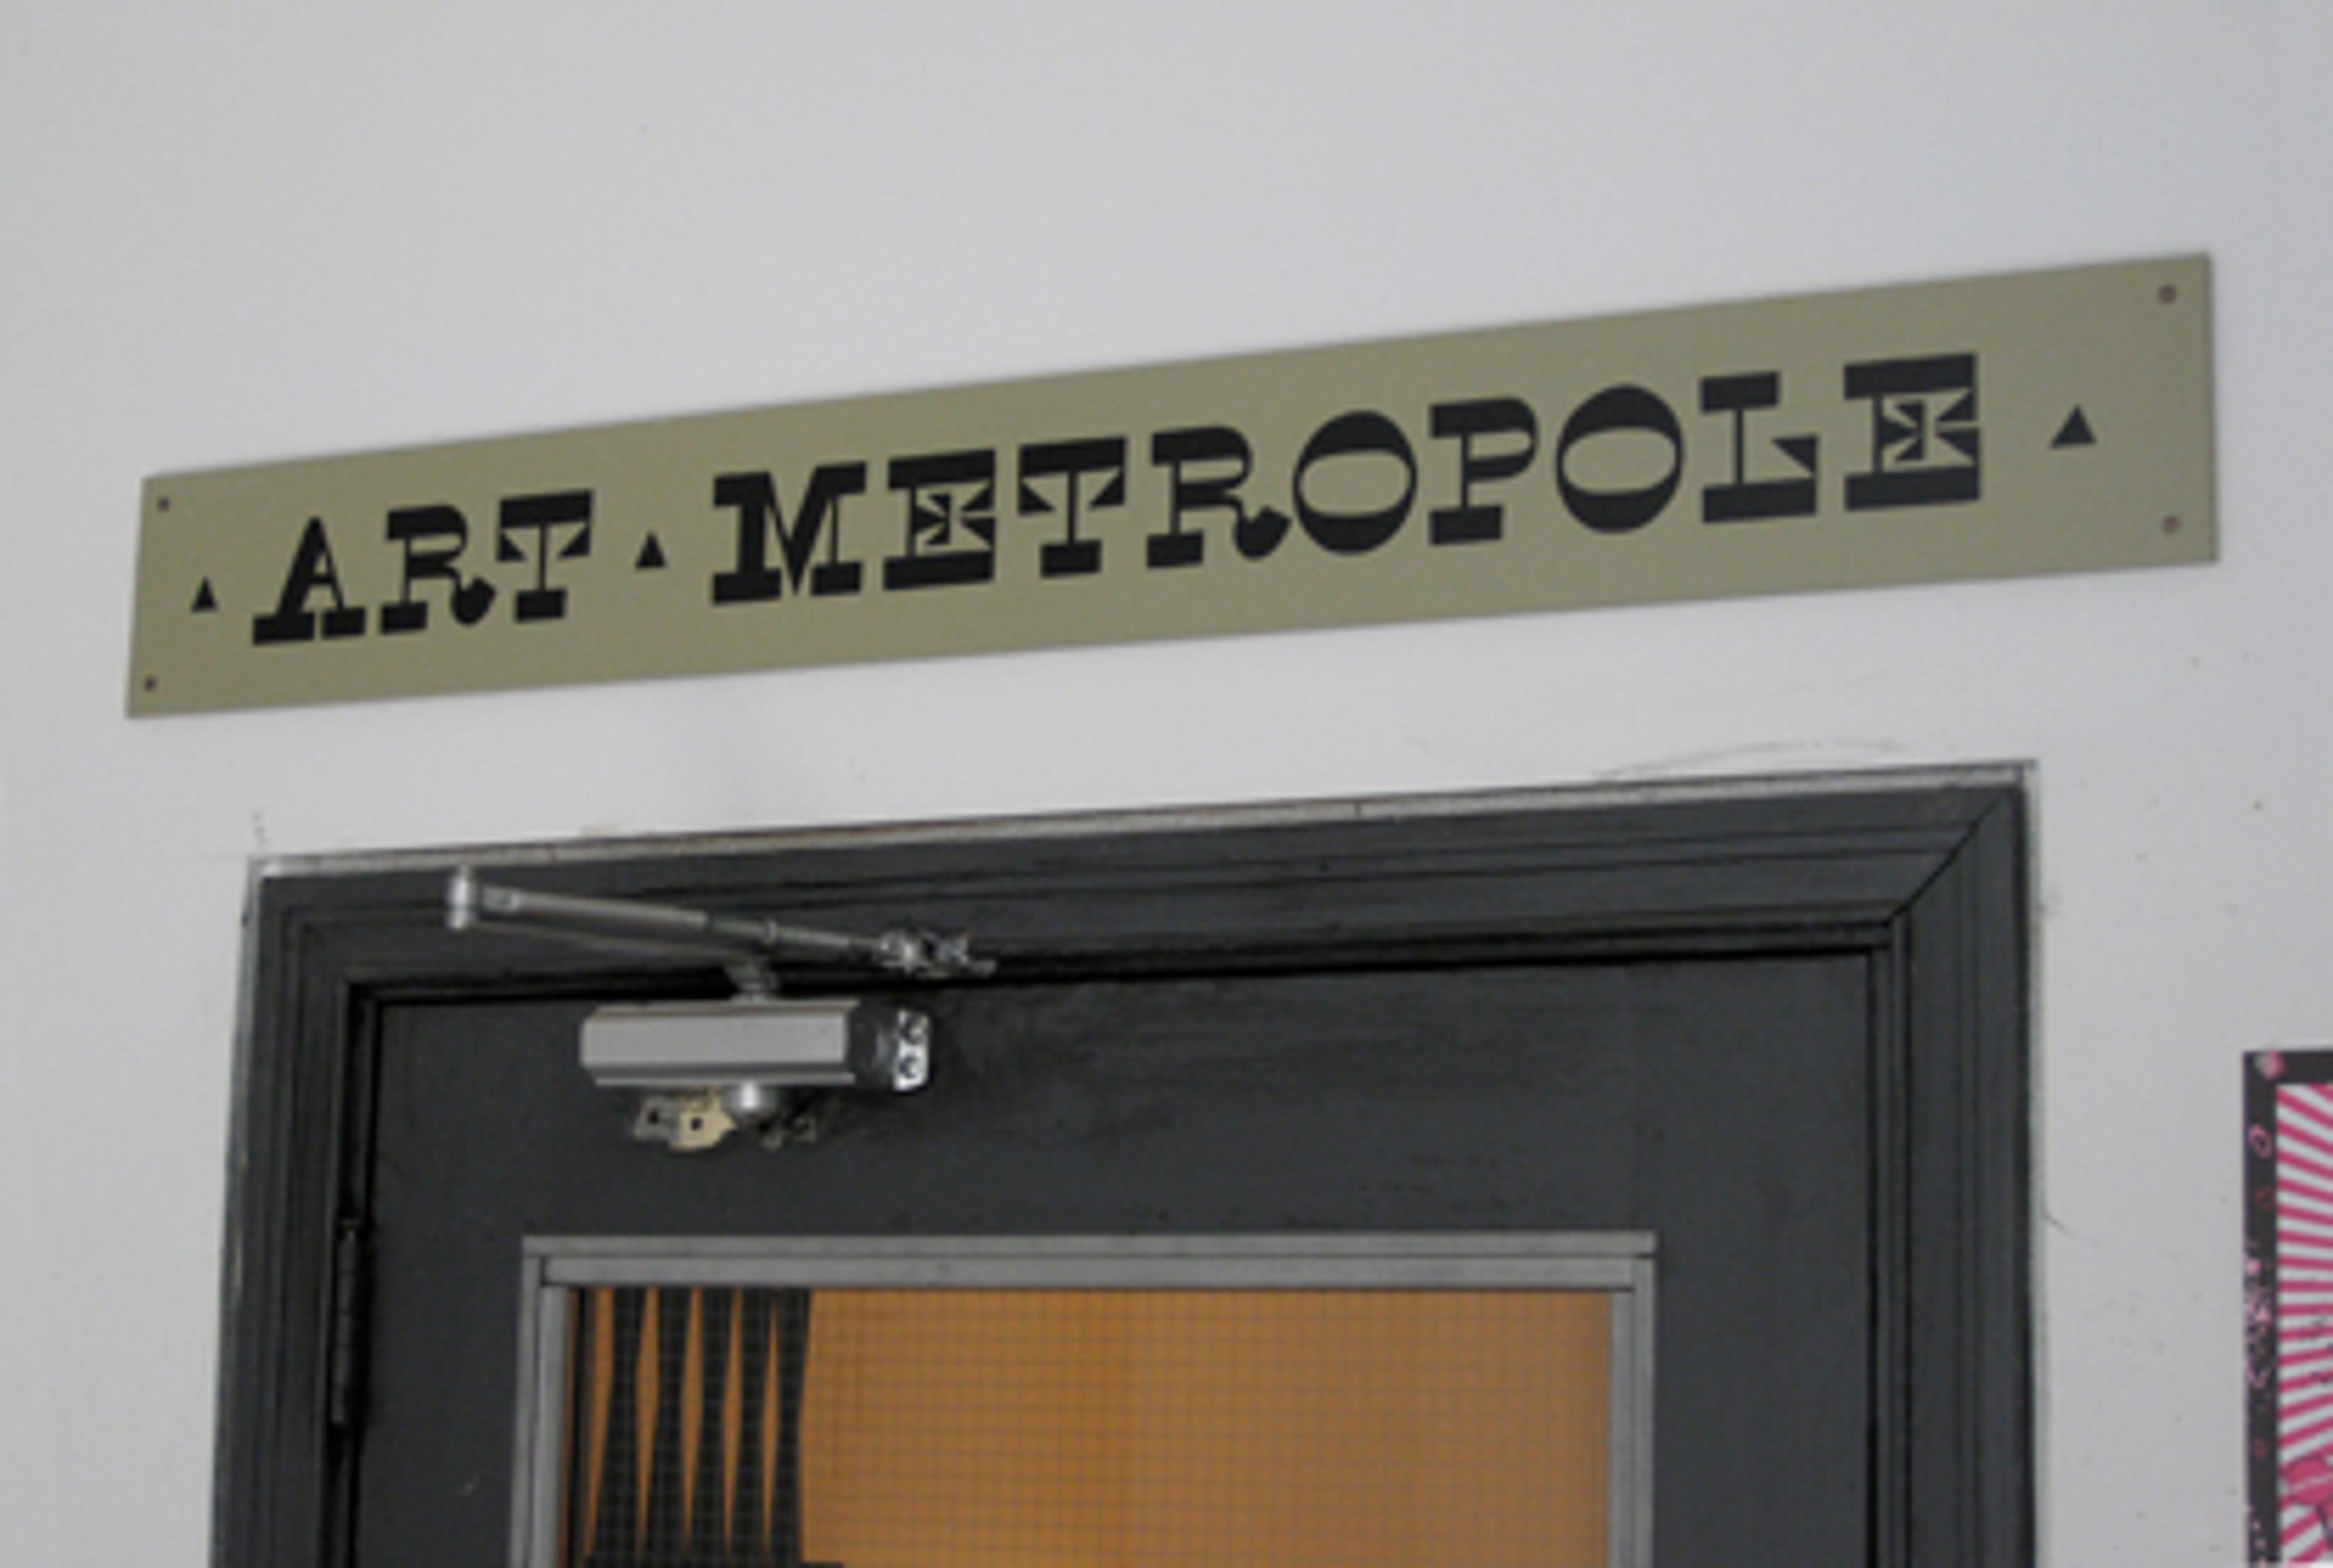 ▲ ART ▲ METROPOLE ▲